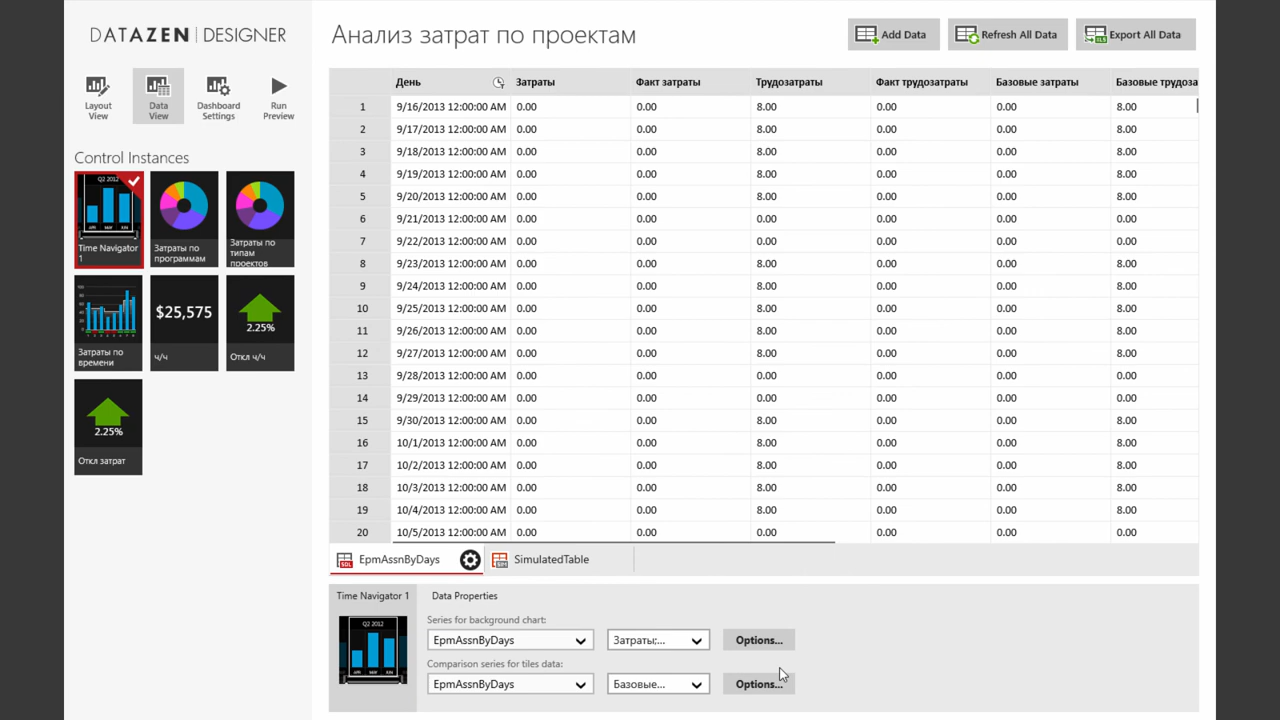 DATAZEN | DESIGNER
Анализ затрат по проектам
Add Data
Refresh All Data
Export All Data
Layout View
Data View
Dashboard Settings
Run Preview
Control Instances
Q2 2012
APR MAY JUN
Time Navigator 1
Затраты по программам
Затраты по типам проектов
Затраты по времени
$25,575
ч/ч
2.25%
Откл ч/ч
2.25%
Откл затрат
День Затраты Факт затраты Трудозатраты Факт трудозатраты Базовые затраты Базовые трудоза
1 9/16/2013 12:00:00 AM 0.00 0.00 8.00 0.00 0.00 8.00
2 9/17/2013 12:00:00 AM 0.00 0.00 8.00 0.00 0.00 8.00
3 9/18/2013 12:00:00 AM 0.00 0.00 8.00 0.00 0.00 8.00
4 9/19/2013 12:00:00 AM 0.00 0.00 8.00 0.00 0.00 8.00
5 9/20/2013 12:00:00 AM 0.00 0.00 8.00 0.00 0.00 8.00
6 9/21/2013 12:00:00 AM 0.00 0.00 0.00 0.00 0.00 0.00
7 9/22/2013 12:00:00 AM 0.00 0.00 0.00 0.00 0.00 0.00
8 9/23/2013 12:00:00 AM 0.00 0.00 8.00 0.00 0.00 8.00
9 9/24/2013 12:00:00 AM 0.00 0.00 8.00 0.00 0.00 8.00
10 9/25/2013 12:00:00 AM 0.00 0.00 8.00 0.00 0.00 8.00
11 9/26/2013 12:00:00 AM 0.00 0.00 8.00 0.00 0.00 8.00
12 9/27/2013 12:00:00 AM 0.00 0.00 8.00 0.00 0.00 8.00
13 9/28/2013 12:00:00 AM 0.00 0.00 0.00 0.00 0.00 0.00
14 9/29/2013 12:00:00 AM 0.00 0.00 0.00 0.00 0.00 0.00
15 9/30/2013 12:00:00 AM 0.00 0.00 8.00 0.00 0.00 8.00
16 10/1/2013 12:00:00 AM 0.00 0.00 8.00 0.00 0.00 8.00
17 10/2/2013 12:00:00 AM 0.00 0.00 8.00 0.00 0.00 8.00
18 10/3/2013 12:00:00 AM 0.00 0.00 8.00 0.00 0.00 8.00
19 10/4/2013 12:00:00 AM 0.00 0.00 8.00 0.00 0.00 8.00
20 10/5/2013 12:00:00 AM 0.00 0.00 0.00 0.00 0.00 0.00
EpmAssnByDays
SimulatedTable
Time Navigator 1
Q2 2012
Data Properties
Series for background chart:
EpmAssnByDays Затраты;... Options...
Comparison series for tiles data:
EpmAssnByDays Базовые... Options...